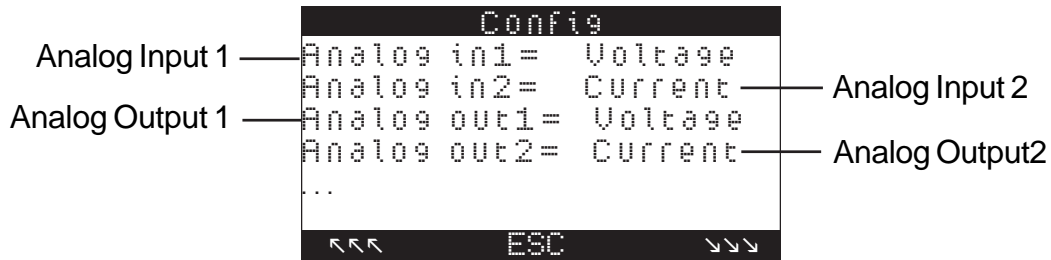 Config
Analog Input 1
Analog in1= Voltage
Analog in2= Current
Analog Input 2
Analog Output 1
Analog out1= Voltage
Analog out2= Current
Analog Output2
...
↖↖↖ ESC ↘↘↘